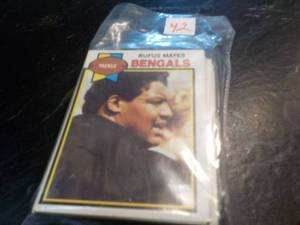 42
RUFUS MAYES
BENGALS
TACKLE